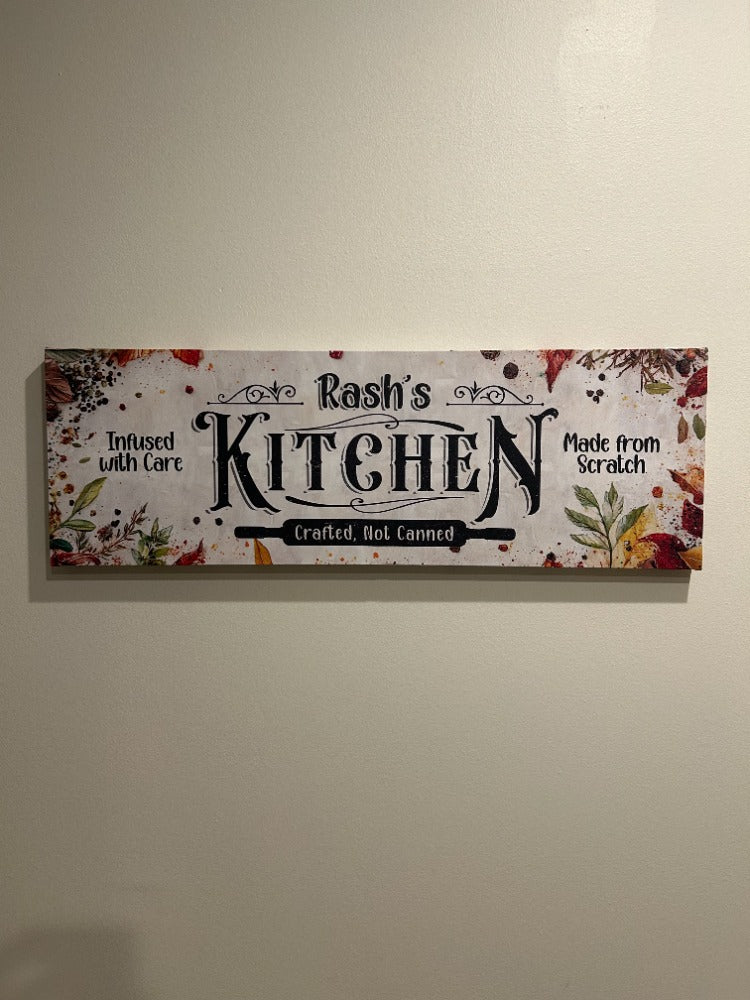 Rash's
KITCHEN
Infused
with Care
Made from
Scratch
Crafted, Not Canned